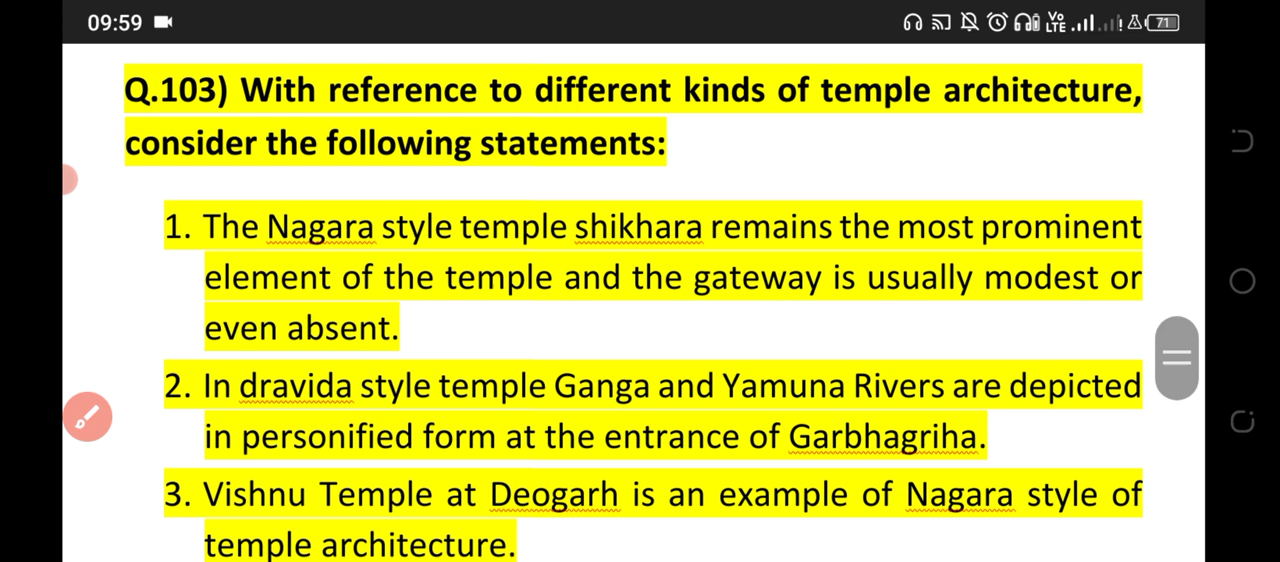 09:59
Vo
LTE
71
Q.103) With reference to different kinds of temple architecture,
consider the following statements:
1. The Nagara style temple shikhara remains the most prominent
element of the temple and the gateway is usually modest or
even absent.
2. In dravida style temple Ganga and Yamuna Rivers are depicted
in personified form at the entrance of Garbhagriha.
3. Vishnu Temple at Deogarh is an example of Nagara style of
temple architecture.